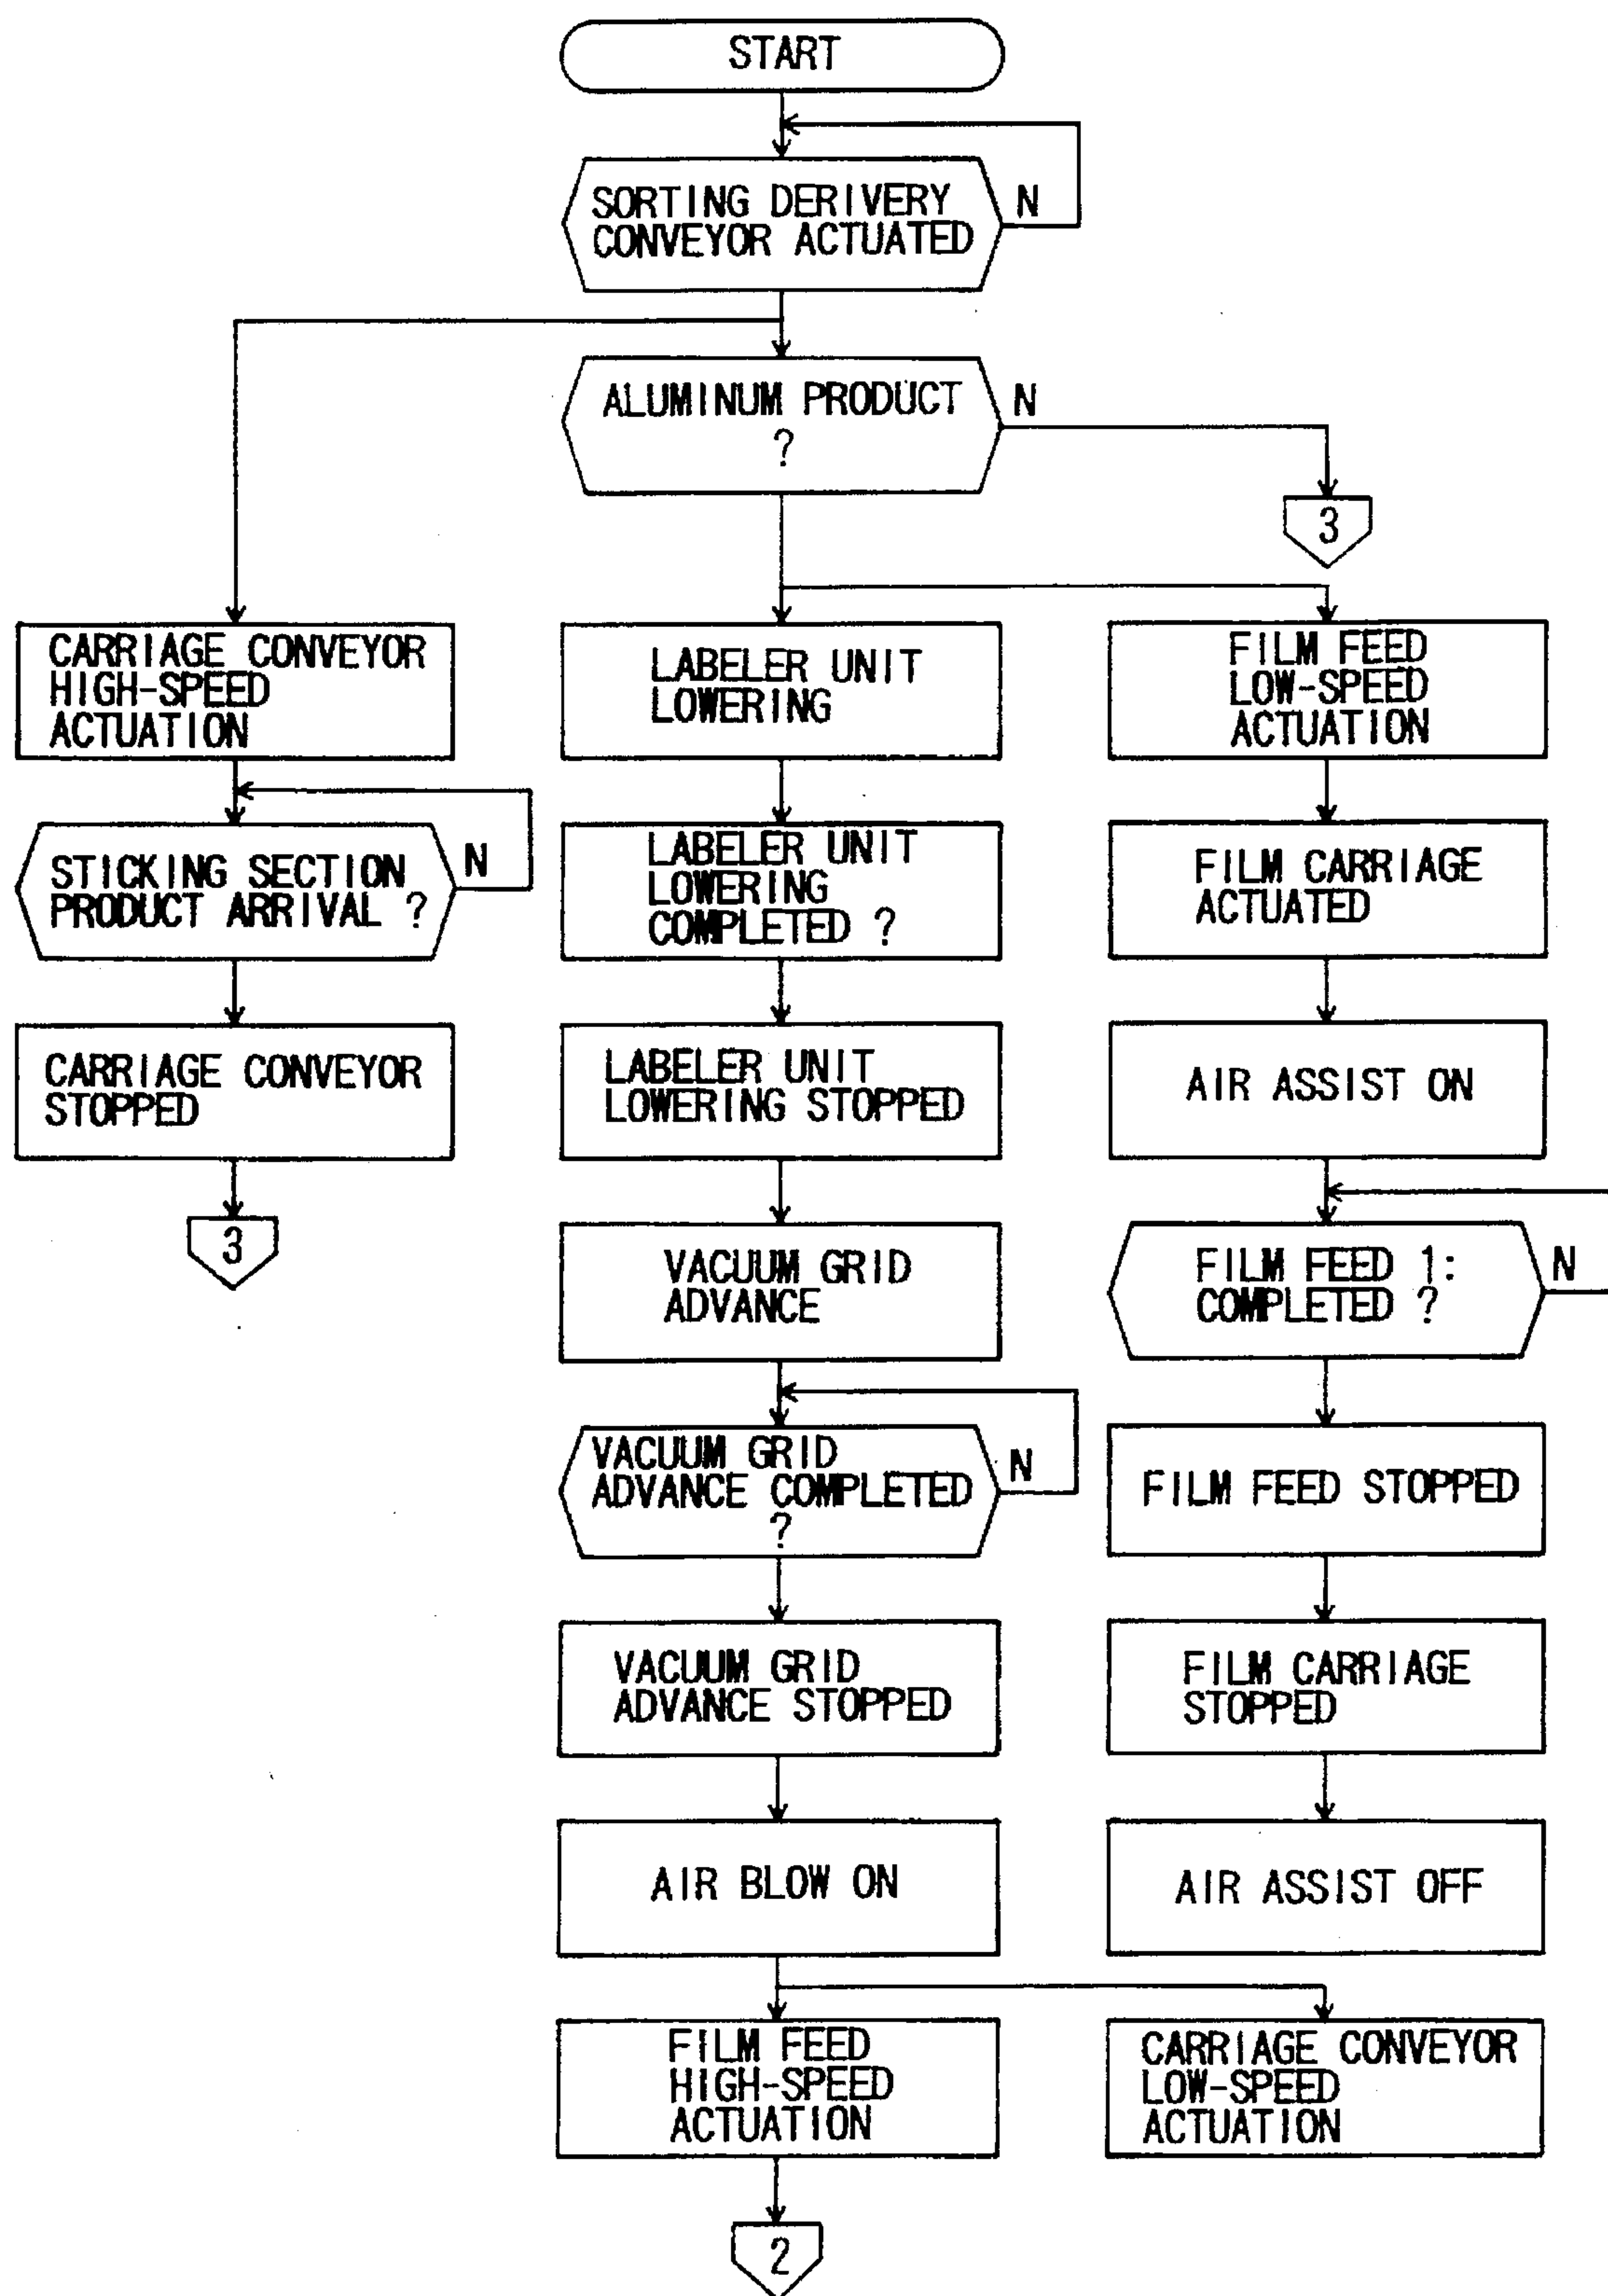 START
SORTING DERIVERY
CONVEYOR ACTUATED
N
ALUMINUM PRODUCT
?
N
3
CARRIAGE CONVEYOR
HIGH-SPEED
ACTUATION
LABELER UNIT
LOWERING
FILM FEED
LOW-SPEED
ACTUATION
STICKING SECTION
PRODUCT ARRIVAL ?
N
LABELER UNIT
LOWERING
COMPLETED ?
FILM CARRIAGE
ACTUATED
CARRIAGE CONVEYOR
STOPPED
LABELER UNIT
LOWERING STOPPED
AIR ASSIST ON
3
VACUUM GRID
ADVANCE
FILM FEED 1:
COMPLETED ?
N
VACUUM GRID
ADVANCE COMPLETED
?
N
FILM FEED STOPPED
VACUUM GRID
ADVANCE STOPPED
FILM CARRIAGE
STOPPED
AIR BLOW ON
AIR ASSIST OFF
FILM FEED
HIGH-SPEED
ACTUATION
CARRIAGE CONVEYOR
LOW-SPEED
ACTUATION
2